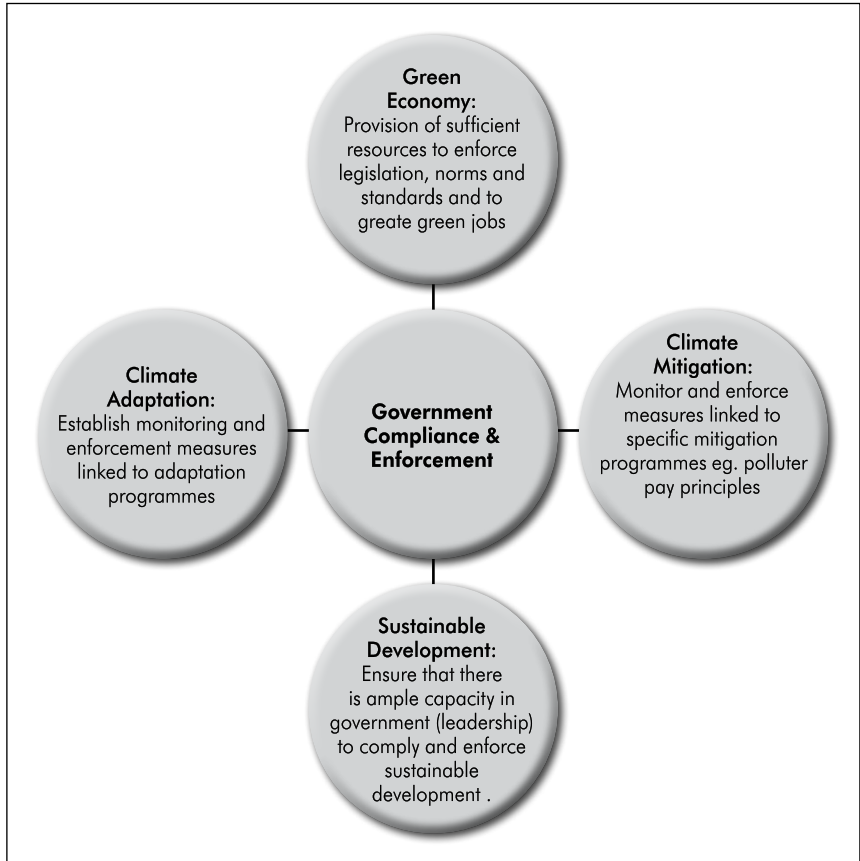 Green
Economy:
Provision of sufficient
resources to enforce
legislation, norms and
standards and to
greate green jobs
Climate
Adaptation:
Establish monitoring and
enforcement measures
linked to adaptation
programmes
Government
Compliance &
Enforcement
Climate
Mitigation:
Monitor and enforce
measures linked to
specific mitigation
programmes eg. polluter
pay principles
Sustainable
Development:
Ensure that there
is ample capacity in
government (leadership)
to comply and enforce
sustainable
development .